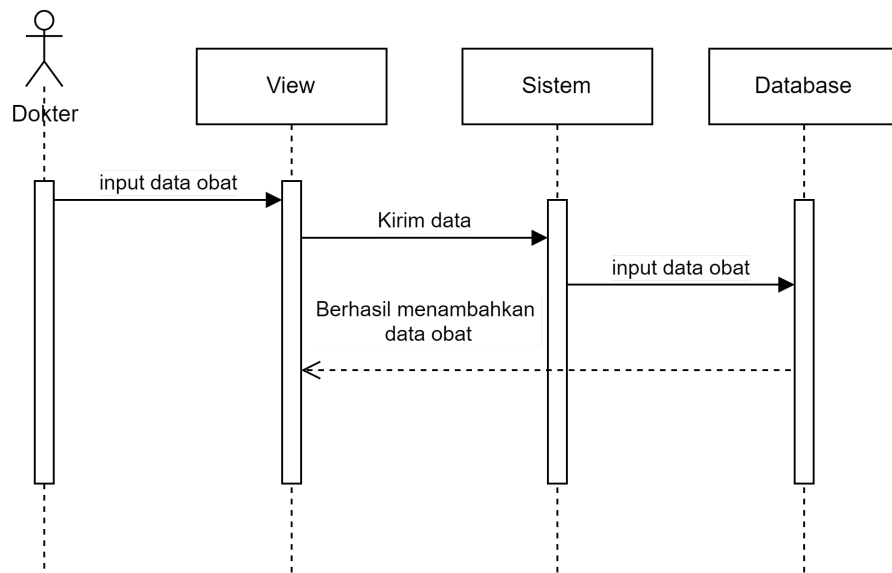 Dokter
View
Sistem
Database
input data obat
Kirim data
input data obat
Berhasil menambahkan
data obat